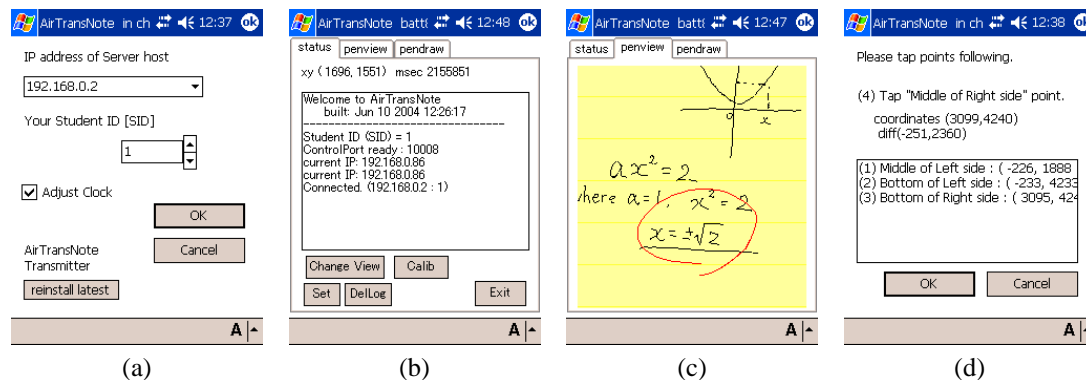 AirTransNote in ch 12:37 ok
IP address of Server host
192.168.0.2
Your Student ID [SID]
1
Adjust Clock
OK
AirTransNote
Transmitter
Cancel
reinstall latest
A
(a)
AirTransNote batt 12:48 ok
status penview pendraw
xy ( 1696, 1551) msec 2155851
Welcome to AirTransNote
built: Jun 10 2004 12:26:17
--------------------------------
Student ID (SID) = 1
ControlPort ready : 10008
current IP: 192.168.0.86
current IP: 192.168.0.86
Connected. (192.168.0.2 : 1)
Change View Calib
Set DelLog Exit
A
(b)
AirTransNote batt 12:47 ok
status penview pendraw
0 x
ax² = 2
where a=1, x² = 2
x = ±√2
A
(c)
AirTransNote in ch 12:38 ok
Please tap points following.
(4) Tap "Middle of Right side" point.
coordinates (3099,4240)
diff(-251,2360)
(1) Middle of Left side : ( -226, 1888
(2) Bottom of Left side : ( -233, 4233
(3) Bottom of Right side : ( 3095, 424
OK Cancel
A
(d)